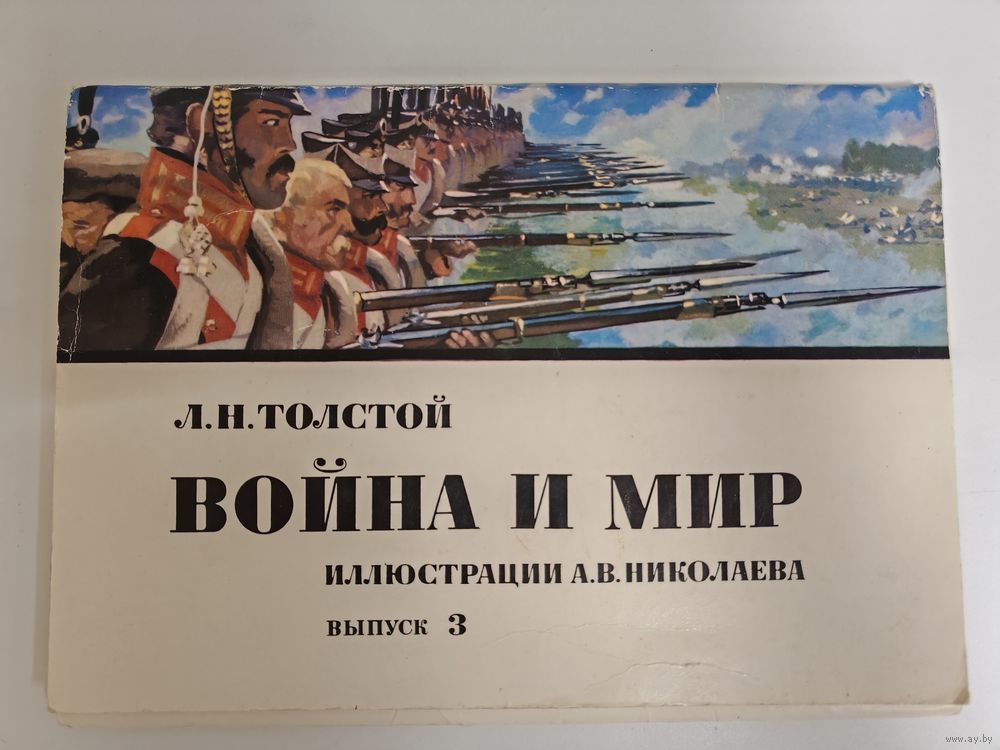 Л.Н.ТОЛСТОЙ
ВОЙНА И МИР
ИЛЛЮСТРАЦИИ А.В.НИКОЛАЕВА
ВЫПУСК 3
www.ay.by